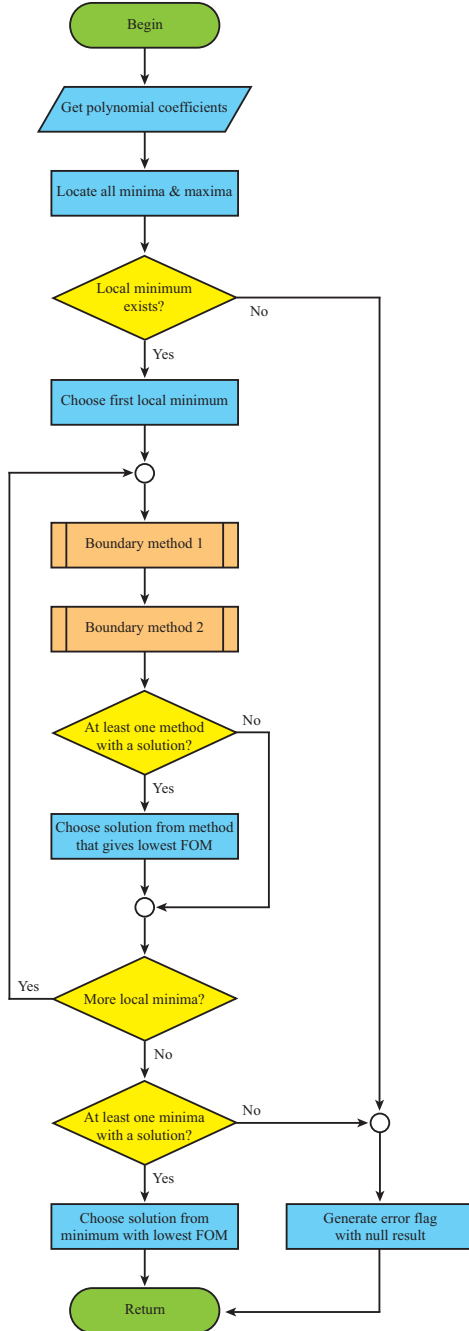 Begin
Get polynomial coefficients
Locate all minima & maxima
Local minimum
exists?
No
Yes
Choose first local minimum
Boundary method 1
Boundary method 2
At least one method
with a solution?
No
Yes
Choose solution from method
that gives lowest FOM
More local minima?
Yes
No
At least one minima
with a solution?
No
Yes
Choose solution from
minimum with lowest FOM
Generate error flag
with null result
Return